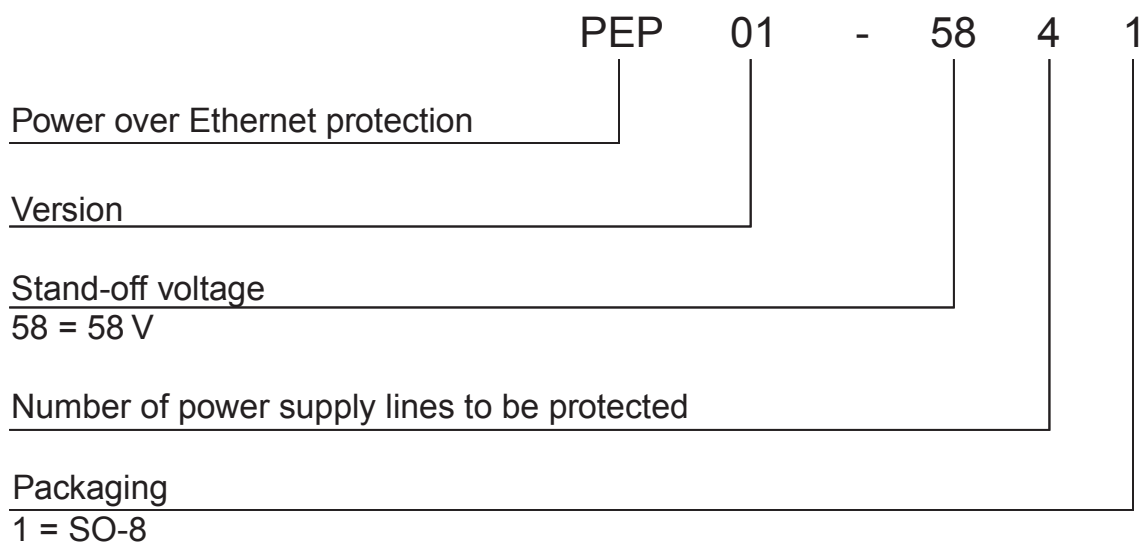 PEP 01 - 58 4 1
Power over Ethernet protection
Version
Stand-off voltage
58 = 58 V
Number of power supply lines to be protected
Packaging
1 = SO-8